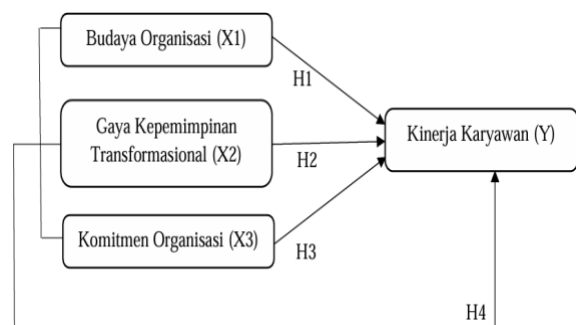 Budaya Organisasi (X1)
H1
Gaya Kepemimpinan
Transformasional (X2)
H2
Kinerja Karyawan (Y)
Komitmen Organisasi (X3)
H3
H4